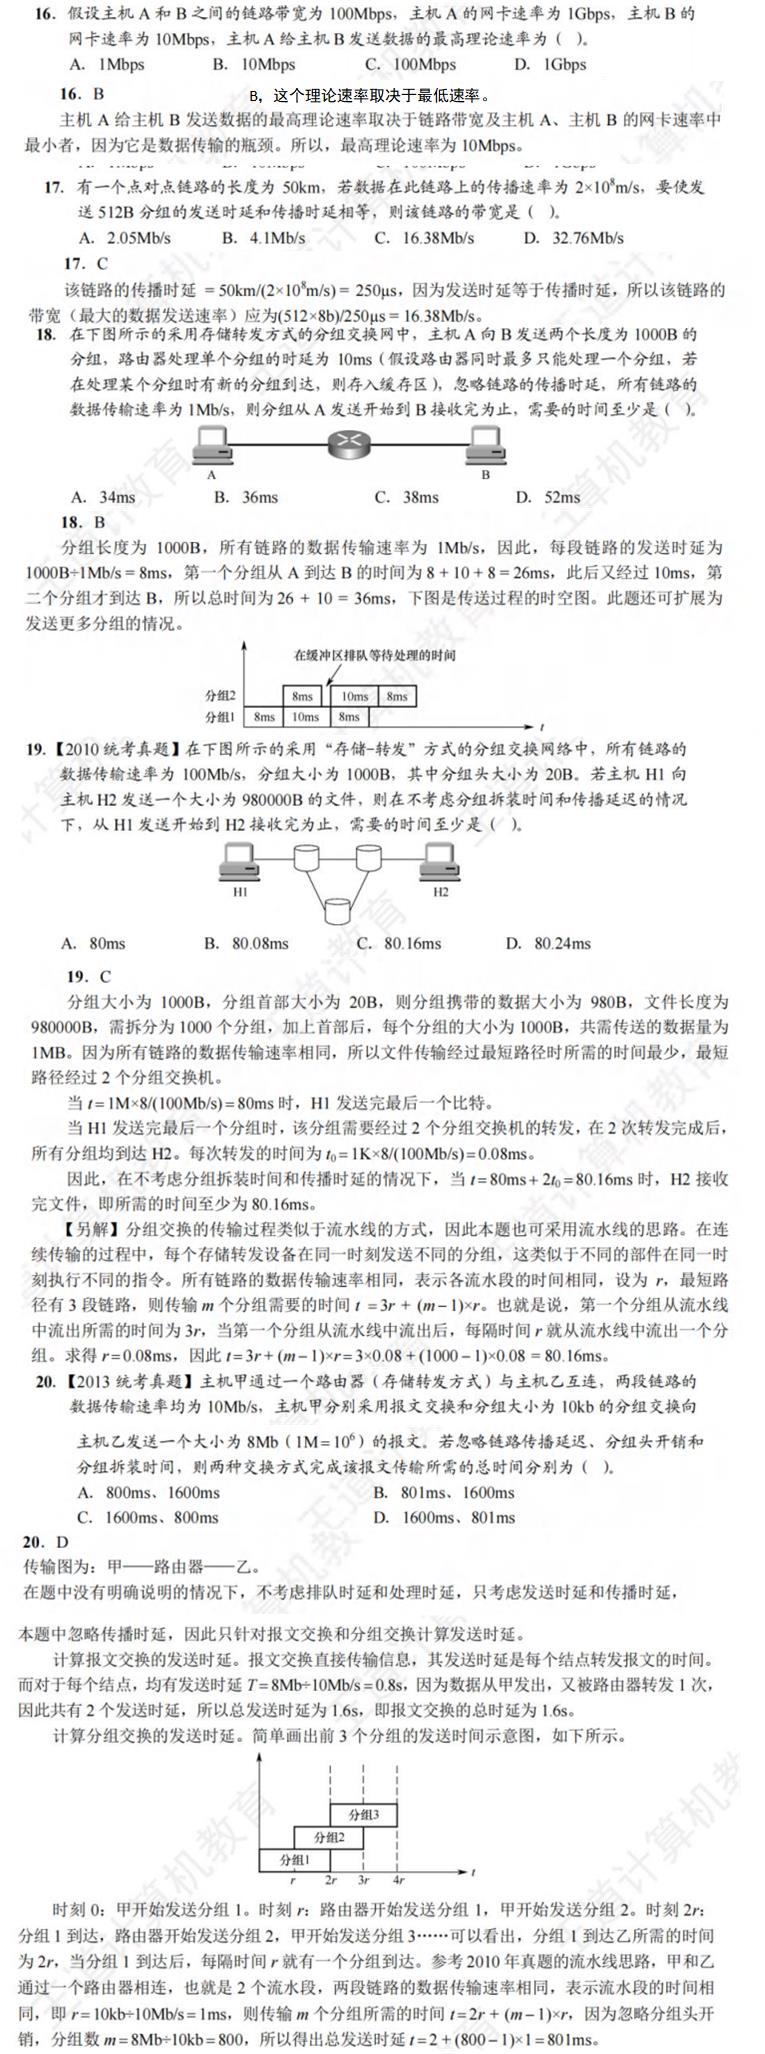 16．假设主机 A 和 B 之间的链路带宽为 100Mbps，主机 A 的网卡速率为 1Gbps，主机 B 的
网卡速率为 10Mbps，主机 A 给主机 B 发送数据的最高理论速率为（ ）。
A．1Mbps B．10Mbps C．100Mbps D．1Gbps
16．B B，这个理论速率取决于最低速率。
主机 A 给主机 B 发送数据的最高理论速率取决于链路带宽及主机 A、主机 B 的网卡速率中
最小者，因为它是数据传输的瓶颈。所以，最高理论速率为 10Mbps。
17．有一个点对点链路的长度为 50km，若数据在此链路上的传播速率为 2×10⁸m/s，要使发
送 512B 分组的发送时延和传播时延相等，则该链路的带宽是（ ）。
A．2.05Mb/s B．4.1Mb/s C．16.38Mb/s D．32.76Mb/s
17．C
该链路的传播时延 = 50km/(2×10⁸m/s) = 250μs，因为发送时延等于传播时延，所以该链路的
带宽（最大的数据发送速率）应为(512×8b)/250μs = 16.38Mb/s。
18．在下图所示的采用存储转发方式的分组交换网中，主机 A 向 B 发送两个长度为 1000B 的
分组，路由器处理单个分组的时延为 10ms（假设路由器同时最多只能处理一个分组，若
在处理某个分组时有新的分组到达，则存入缓存区），忽略链路的传播时延，所有链路的
数据传输速率为 1Mb/s，则分组从 A 发送开始到 B 接收完为止，需要的时间至少是（ ）。
A B
A．34ms B．36ms C．38ms D．52ms
18．B
分组长度为 1000B，所有链路的数据传输速率为 1Mb/s，因此，每段链路的发送时延为
1000B÷1Mb/s = 8ms，第一个分组从 A 到达 B 的时间为 8 + 10 + 8 = 26ms，此后又经过 10ms，第
二个分组才到达 B，所以总时间为 26 + 10 = 36ms，下图是传送过程的时空图。此题还可扩展为
发送更多分组的情况。
在缓冲区排队等待处理的时间
分组2 8ms 10ms 8ms
分组1 8ms 10ms 8ms
t
19.【2010 统考真题】在下图所示的采用“存储-转发”方式的分组交换网络中，所有链路的
数据传输速率为 100Mb/s，分组大小为 1000B，其中分组头大小为 20B。若主机 H1 向
主机 H2 发送一个大小为 980000B 的文件，则在不考虑分组拆装时间和传播延迟的情况
下，从 H1 发送开始到 H2 接收完为止，需要的时间至少是（ ）。
H1 H2
A．80ms B．80.08ms C．80.16ms D．80.24ms
19．C
分组大小为 1000B，分组首部大小为 20B，则分组携带的数据大小为 980B，文件长度为
980000B，需拆分为 1000 个分组，加上首部后，每个分组的大小为 1000B，共需传送的数据量为
1MB。因为所有链路的数据传输速率相同，所以文件传输经过最短路径时所需的时间最少，最短
路径经过 2 个分组交换机。
当 t = 1M×8/(100Mb/s) = 80ms 时，H1 发送完最后一个比特。
当 H1 发送完最后一个分组时，该分组需要经过 2 个分组交换机的转发，在 2 次转发完成后，
所有分组均到达 H2。每次转发的时间为 t₀ = 1K×8/(100Mb/s) = 0.08ms。
因此，在不考虑分组拆装时间和传播时延的情况下，当 t = 80ms + 2t₀ = 80.16ms 时，H2 接收
完文件，即所需的时间至少为 80.16ms。
【另解】分组交换的传输过程类似于流水线的方式，因此本题也可采用流水线的思路。在连
续传输的过程中，每个存储转发设备在同一时刻发送不同的分组，这类似于不同的部件在同一时
刻执行不同的指令。所有链路的数据传输速率相同，表示各流水段的时间相同，设为 r，最短路
径有 3 段链路，则传输 m 个分组需要的时间 t = 3r + (m – 1)×r。也就是说，第一个分组从流水线
中流出所需的时间为 3r，当第一个分组从流水线中流出后，每隔时间 r 就从流水线中流出一个分
组。求得 r = 0.08ms，因此 t = 3r + (m – 1)×r = 3×0.08 + (1000 – 1)×0.08 = 80.16ms。
20.【2013 统考真题】主机甲通过一个路由器（存储转发方式）与主机乙互连，两段链路的
数据传输速率均为 10Mb/s，主机甲分别采用报文交换和分组大小为 10kb 的分组交换向
主机乙发送一个大小为 8Mb（1M = 10⁶）的报文。若忽略链路传播延迟、分组头开销和
分组拆装时间，则两种交换方式完成该报文传输所需的总时间分别为（ ）。
A．800ms、1600ms B．801ms、1600ms
C．1600ms、800ms D．1600ms、801ms
20．D
传输图为：甲——路由器——乙。
在题中没有明确说明的情况下，不考虑排队时延和处理时延，只考虑发送时延和传播时延，
本题中忽略传播时延，因此只针对报文交换和分组交换计算发送时延。
计算报文交换的发送时延。报文交换直接传输信息，其发送时延是每个结点转发报文的时间。
而对于每个结点，均有发送时延 T = 8Mb÷10Mb/s = 0.8s，因为数据从甲发出，又被路由器转发 1 次，
因此共有 2 个发送时延，所以总发送时延为 1.6s，即报文交换的总时延为 1.6s。
计算分组交换的发送时延。简单画出前 3 个分组的发送时间示意图，如下所示。
分组3
分组2
分组1
r 2r 3r 4r t
时刻 0：甲开始发送分组 1。时刻 r：路由器开始发送分组 1，甲开始发送分组 2。时刻 2r：
分组 1 到达，路由器开始发送分组 2，甲开始发送分组 3……可以看出，分组 1 到达乙所需的时间
为 2r，当分组 1 到达后，每隔时间 r 就有一个分组到达。参考 2010 年真题的流水线思路，甲和乙
通过一个路由器相连，也就是 2 个流水段，两段链路的数据传输速率相同，表示流水段的时间相
同，即 r = 10kb÷10Mb/s = 1ms，则传输 m 个分组所需的时间 t = 2r + (m – 1)×r，因为忽略分组头开
销，分组数 m = 8Mb÷10kb = 800，所以得出总发送时延 t = 2 + (800 – 1)×1 = 801ms。